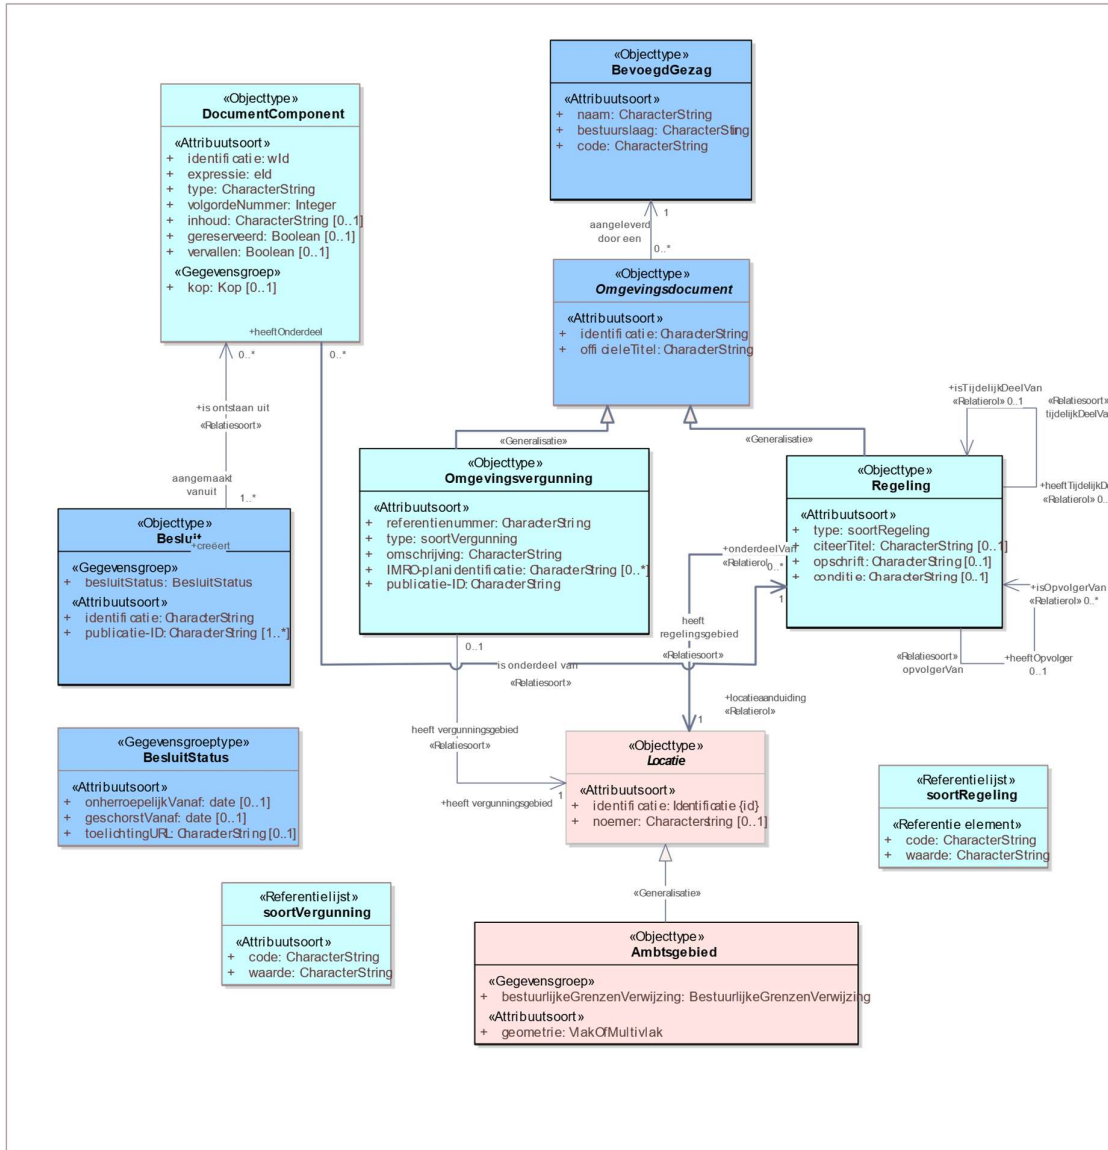 «Objecttype»
BevoegdGezag
«Attribuutsoort»
+ naam: CharacterString
+ bestuurslaag: CharacterString
+ code: CharacterString
«Objecttype»
DocumentComponent
«Attribuutsoort»
+ identificatie: wId
+ expressie: eId
+ type: CharacterString
+ volgordeNummer: Integer
+ inhoud: CharacterString [0..1]
+ gereserveerd: Boolean [0..1]
+ vervallen: Boolean [0..1]
«Gegevensgroep»
+ kop: Kop [0..1]
+heeftOnderdeel
0..*
0..*
1
aangeleverd
door een
0..*
«Objecttype»
Omgevingsdocument
«Attribuutsoort»
+ identificatie: CharacterString
+ officieleTitel: CharacterString
+is ontstaan uit
«Relatiesoort»
aangemaakt
vanuit
1..*
«Generalisatie»
«Generalisatie»
+isTijdelijkDeelVan
«Relatierol» 0..1
«Relatiesoort»
tijdelijkDeelVa
+heeftTijdelijkD
«Relatierol» 0..
«Objecttype»
Omgevingsvergunning
«Attribuutsoort»
+ referentienummer: CharacterString
+ type: soortVergunning
+ omschrijving: CharacterString
+ IMRO-planidentificatie: CharacterString [0..*]
+ publicatie-ID: CharacterString
«Objecttype»
Regeling
«Attribuutsoort»
+ type: soortRegeling
+ citeerTitel: CharacterString [0..1]
+ opschrift: CharacterString [0..1]
+ conditie: CharacterString [0..1]
«Objecttype»
Besluit
+creëert
«Gegevensgroep»
+ besluitStatus: BesluitStatus
«Attribuutsoort»
+ identificatie: CharacterString
+ publicatie-ID: CharacterString [1..*]
+onderdeelVan
«Relatierol»
0..*
1
+isOpvolgerVan
«Relatierol» 0..*
«Relatiesoort»
opvolgerVan
+heeftOpvolger
0..1
heeft
regelingsgebied
«Relatiesoort»
0..1
is onderdeel van
«Relatiesoort»
+locatieaanduiding
«Relatierol»
1
heeft vergunningsgebied
«Relatiesoort»
+heeft vergunningsgebied
1
«Objecttype»
Locatie
«Attribuutsoort»
+ identificatie: Identificatie {id}
+ noemer: Characterstring [0..1]
«Gegevensgroeptype»
BesluitStatus
«Attribuutsoort»
+ onherroepelijkVanaf: date [0..1]
+ geschorstVanaf: date [0..1]
+ toelichtingURL: CharacterString [0..1]
«Referentielijst»
soortRegeling
«Referentie element»
+ code: CharacterString
+ waarde: CharacterString
«Referentielijst»
soortVergunning
«Attribuutsoort»
+ code: CharacterString
+ waarde: CharacterString
«Generalisatie»
«Objecttype»
Ambtsgebied
«Gegevensgroep»
+ bestuurlijkeGrenzenVerwijzing: BestuurlijkeGrenzenVerwijzing
«Attribuutsoort»
+ geometrie: VlakOfMultivlak